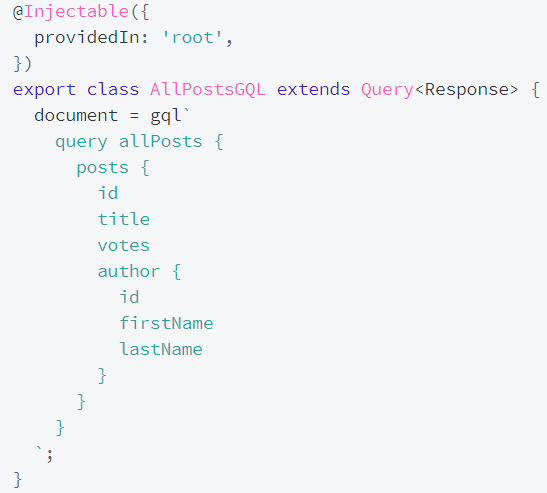 @Injectable({
  providedIn: 'root',
})
export class AllPostsGQL extends Query<Response> {
  document = gql`
    query allPosts {
      posts {
        id
        title
        votes
        author {
          id
          firstName
          lastName
        }
      }
    }
  `;
}